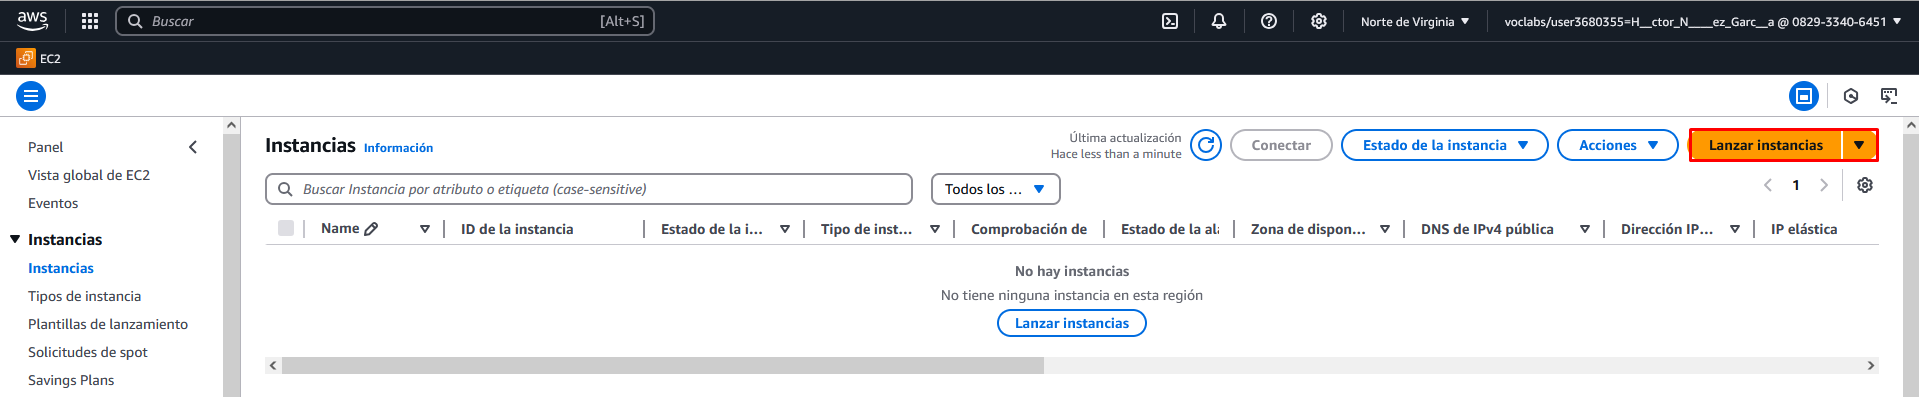 aws
Buscar [Alt+S]
Norte de Virginia
voclabs/user3680355=H__ctor_N____ez_Garc__a @ 0829-3340-6451
EC2
Panel
Vista global de EC2
Eventos
Instancias
Instancias
Tipos de instancia
Plantillas de lanzamiento
Solicitudes de spot
Savings Plans
Instancias Información
Última actualización
Hace less than a minute
Conectar
Estado de la instancia
Acciones
Lanzar instancias
Buscar Instancia por atributo o etiqueta (case-sensitive)
Todos los ...
1
Name ID de la instancia Estado de la i... Tipo de inst... Comprobación de Estado de la ala Zona de dispon... DNS de IPv4 pública Dirección IP... IP elástica
No hay instancias
No tiene ninguna instancia en esta región
Lanzar instancias